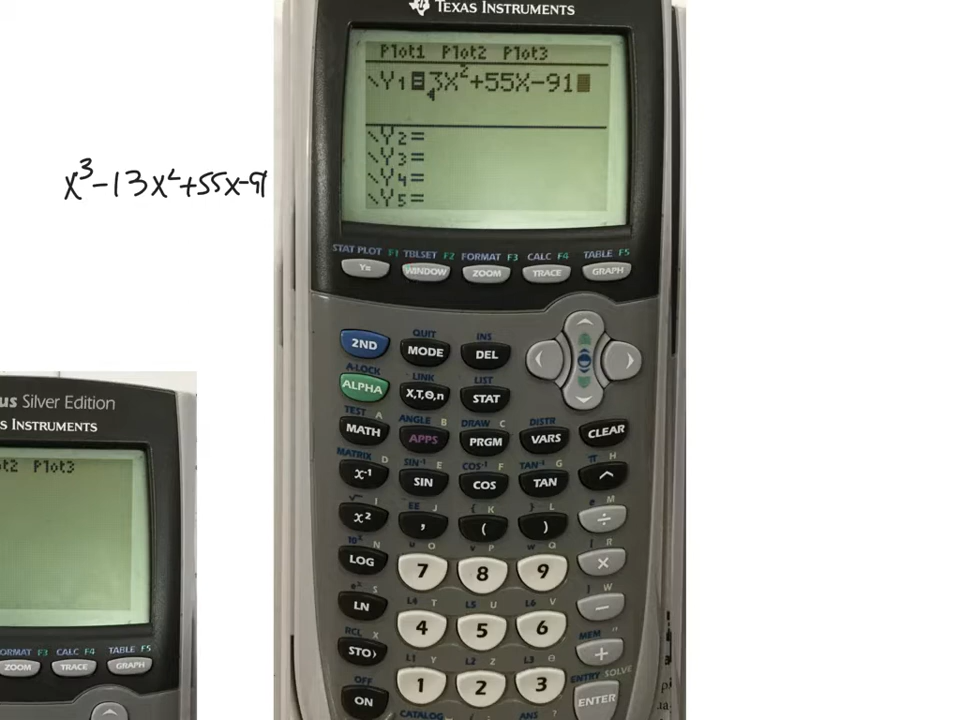 TEXAS INSTRUMENTS
Plot1 Plot2 Plot3
\Y1=3X²+55X-91
\Y2=
\Y3=
\Y4=
\Y5=
x³-13x²+55x-91
STAT PLOT F1 TBLSET F2 FORMAT F3 CALC F4 TABLE F5
Y= WINDOW ZOOM TRACE GRAPH
QUIT INS
2ND MODE DEL
A-LOCK LINK LIST
ALPHA X,T,Θ,n STAT
TEST A ANGLE B DRAW C DISTR
MATH APPS PRGM VARS CLEAR
MATRIX D SIN⁻¹ E COS⁻¹ F TAN⁻¹ G π H
x⁻¹ SIN COS TAN ^
√ I EE J { K } L e M
x² , ( ) ÷
10ˣ N u O v P w Q [ R
LOG 7 8 9 ×
eˣ S L4 T L5 U L6 V ] W
LN 4 5 6 −
RCL X L1 Y L2 Z L3 Θ MEM "
STO› 1 2 3 +
OFF ENTRY SOLVE
ON ENTER
CATALOG : ANS ?
us Silver Edition
S INSTRUMENTS
ot2 Plot3
ORMAT F3 CALC F4 TABLE F5
ZOOM TRACE GRAPH